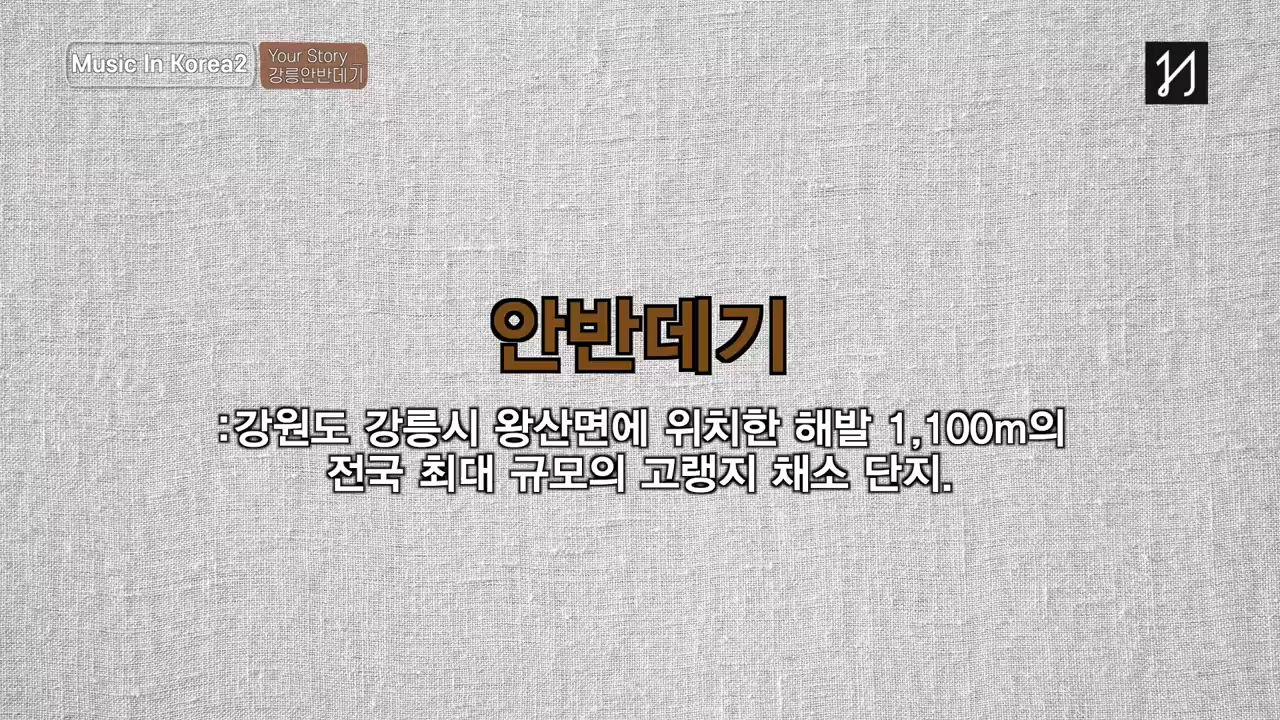 Music In Korea2
Your Story_
강릉안반데기
안반데기
:강원도 강릉시 왕산면에 위치한 해발 1,100m의
전국 최대 규모의 고랭지 채소 단지.